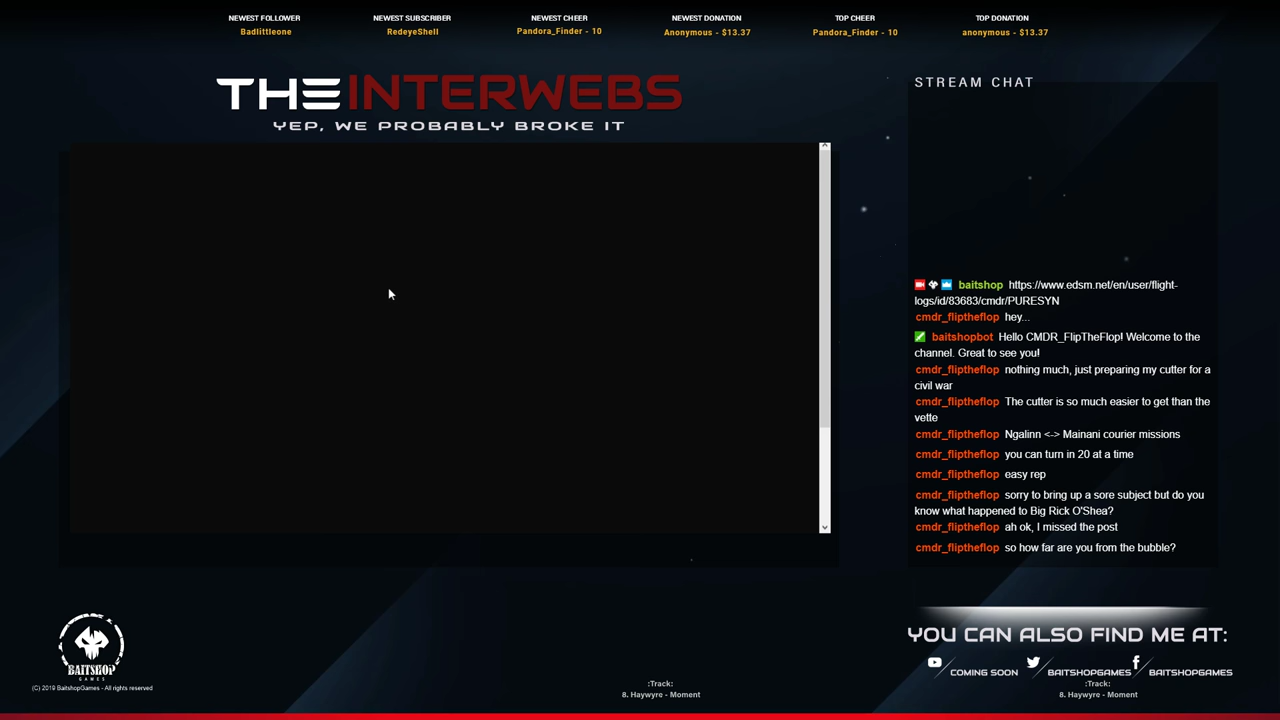 NEWEST FOLLOWER
Badlittleone
NEWEST SUBSCRIBER
RedeyeShell
NEWEST CHEER
Pandora_Finder - 10
NEWEST DONATION
Anonymous - $13.37
TOP CHEER
Pandora_Finder - 10
TOP DONATION
anonymous - $13.37
THEINTERWEBS
YEP, WE PROBABLY BROKE IT
STREAM CHAT
baitshop https://www.edsm.net/en/user/flight-
logs/id/83683/cmdr/PURESYN
cmdr_fliptheflop hey...
baitshopbot Hello CMDR_FlipTheFlop! Welcome to the
channel. Great to see you!
cmdr_fliptheflop nothing much, just preparing my cutter for a
civil war
cmdr_fliptheflop The cutter is so much easier to get than the
vette
cmdr_fliptheflop Ngalinn <-> Mainani courier missions
cmdr_fliptheflop you can turn in 20 at a time
cmdr_fliptheflop easy rep
cmdr_fliptheflop sorry to bring up a sore subject but do you
know what happened to Big Rick O'Shea?
cmdr_fliptheflop ah ok, I missed the post
cmdr_fliptheflop so how far are you from the bubble?
BAITSHOP
GAMES
(C) 2019 BaitshopGames - All rights reserved
:Track:
8. Haywyre - Moment
YOU CAN ALSO FIND ME AT:
COMING SOON
BAITSHOPGAMES
BAITSHOPGAMES
:Track:
8. Haywyre - Moment